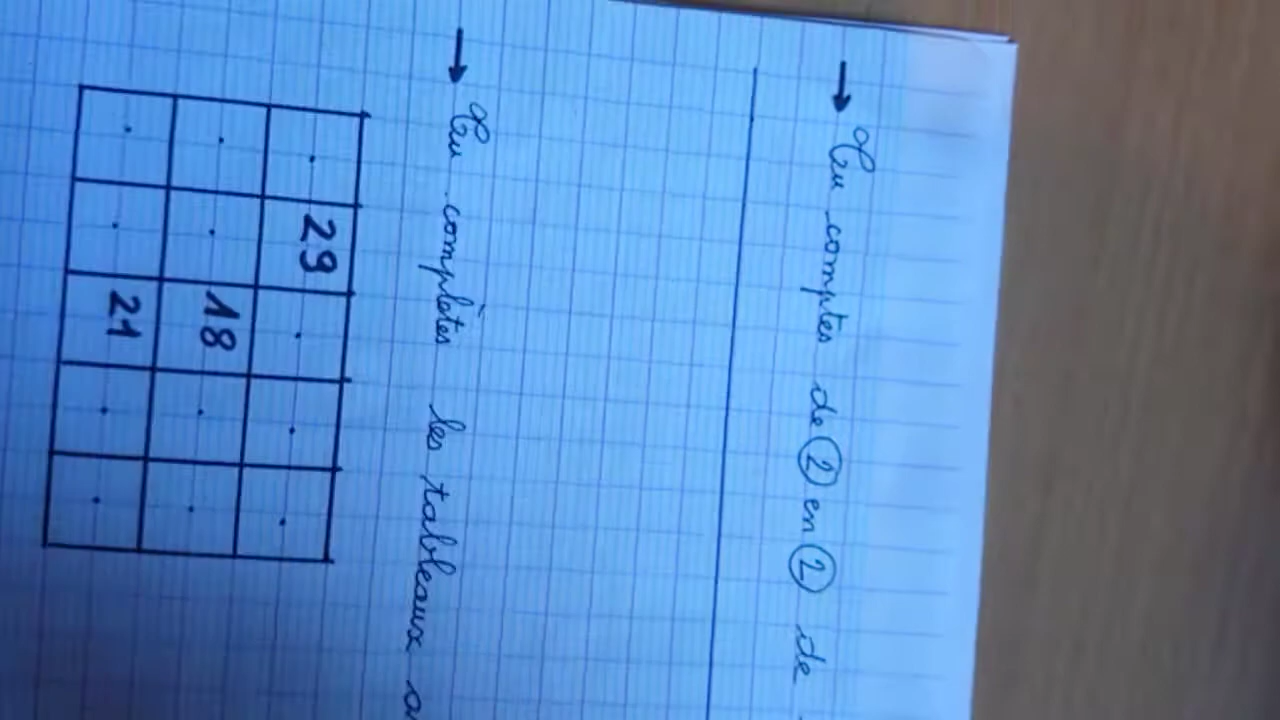 → Tu comptes de ② en ② de
→ Tu complètes les tableaux
. 29 . . .
. . 18 . .
. . 21 . .